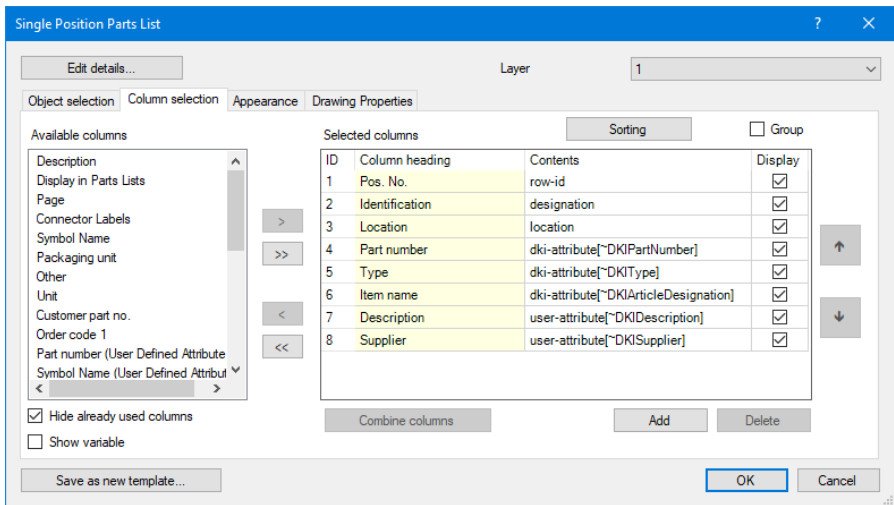 Single Position Parts List
Edit details...
Layer
1
Object selection
Column selection
Appearance
Drawing Properties
Available columns
Description
Display in Parts Lists
Page
Connector Labels
Symbol Name
Packaging unit
Other
Unit
Customer part no.
Order code 1
Part number (User Defined Attribute
Symbol Name (User Defined Attribut
Hide already used columns
Show variable
>
>>
<
<<
Selected columns
Sorting
Group
ID Column heading Contents Display
1 Pos. No. row-id
2 Identification designation
3 Location location
4 Part number dki-attribute[~DKIPartNumber]
5 Type dki-attribute[~DKIType]
6 Item name dki-attribute[~DKIArticleDesignation]
7 Description user-attribute[~DKIDescription]
8 Supplier user-attribute[~DKISupplier]
Combine columns
Add
Delete
Save as new template...
OK
Cancel